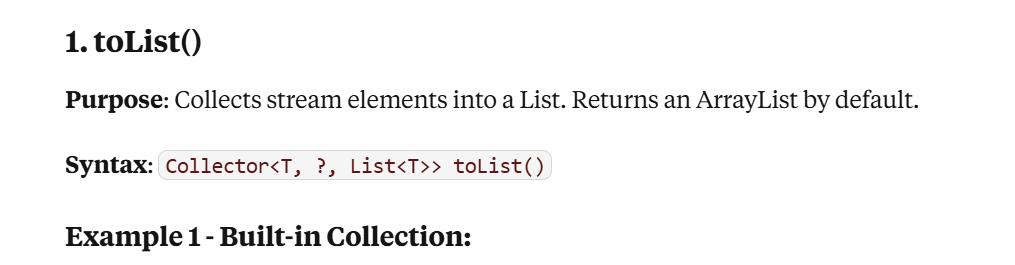 1. toList()
Purpose: Collects stream elements into a List. Returns an ArrayList by default.
Syntax: Collector<T, ?, List<T>> toList()
Example 1 - Built-in Collection: